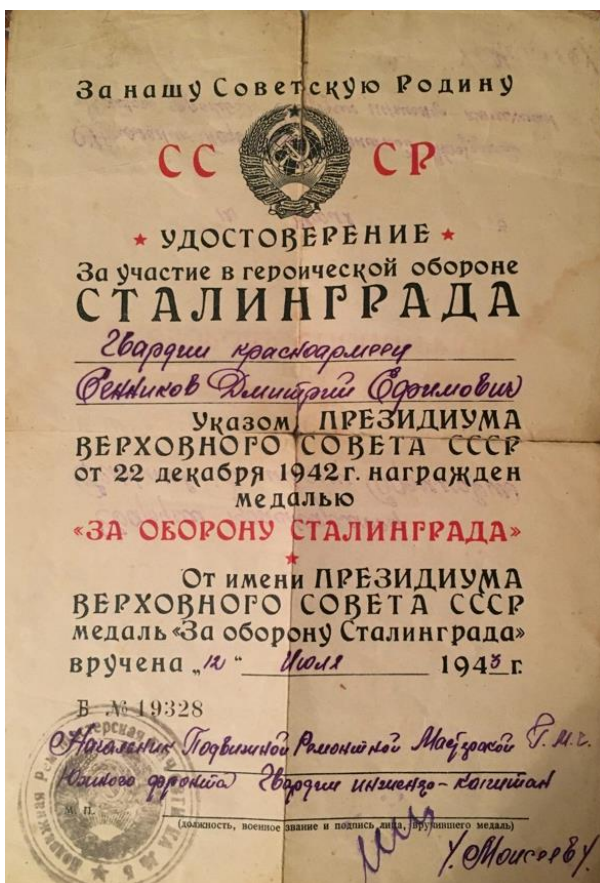 За нашу Советскую Родину
СС СР
УДОСТОВЕРЕНИЕ
За участие в героической обороне
СТАЛИНГРАДА
Гвардии красноармеец
Сенников Дмитрий Ефимович
Указом ПРЕЗИДИУМА
ВЕРХОВНОГО СОВЕТА СССР
от 22 декабря 1942 г. награжден
медалью
«ЗА ОБОРОНУ СТАЛИНГРАДА»
От имени ПРЕЗИДИУМА
ВЕРХОВНОГО СОВЕТА СССР
медаль «За оборону Сталинграда»
вручена „12“ Июля 1943 г.
Б № 19328
Начальник Подвижной Ремонтной Мастерской Г.М.Ч.
Южного фронта Гвардии инженер-капитан
М. П.
(должность, военное звание и подпись лица, вручившего медаль)